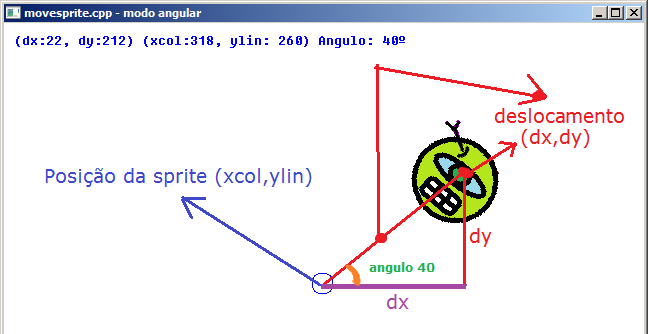 movesprite.cpp - modo angular
(dx:22, dy:212) (xcol:318, ylin: 260) Angulo: 40º
deslocamento
(dx,dy)
Posição da sprite (xcol,ylin)
dy
angulo 40
dx